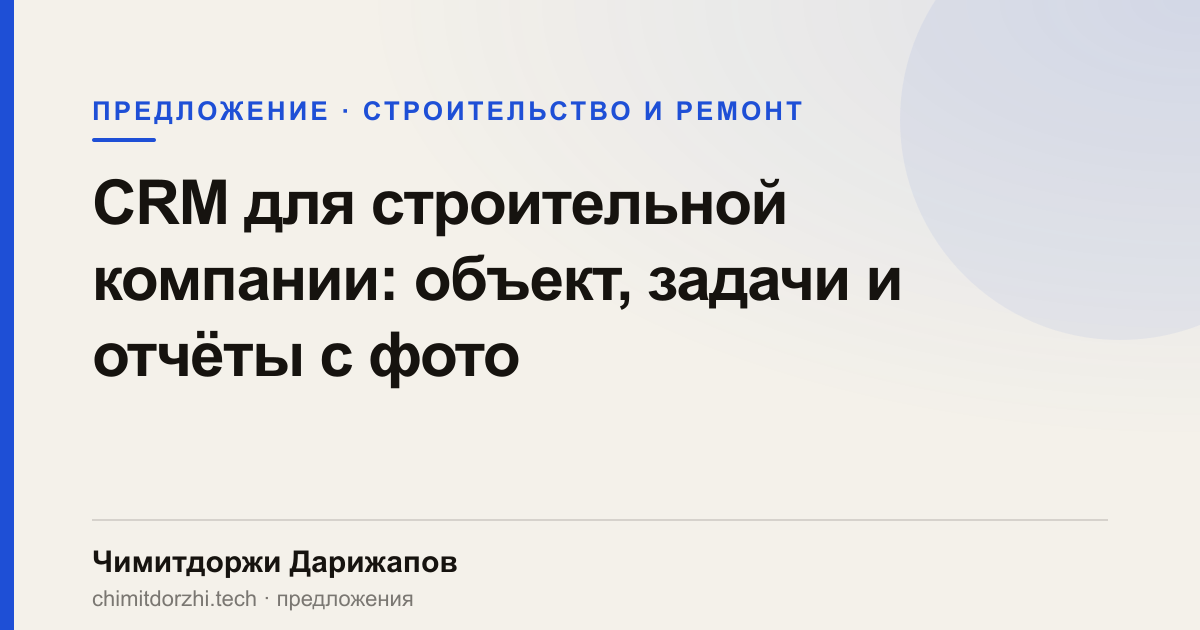 ПРЕДЛОЖЕНИЕ · СТРОИТЕЛЬСТВО И РЕМОНТ
CRM для строительной
компании: объект, задачи и
отчёты с фото
Чимитдоржи Дарижапов
chimitdorzhi.tech · предложения